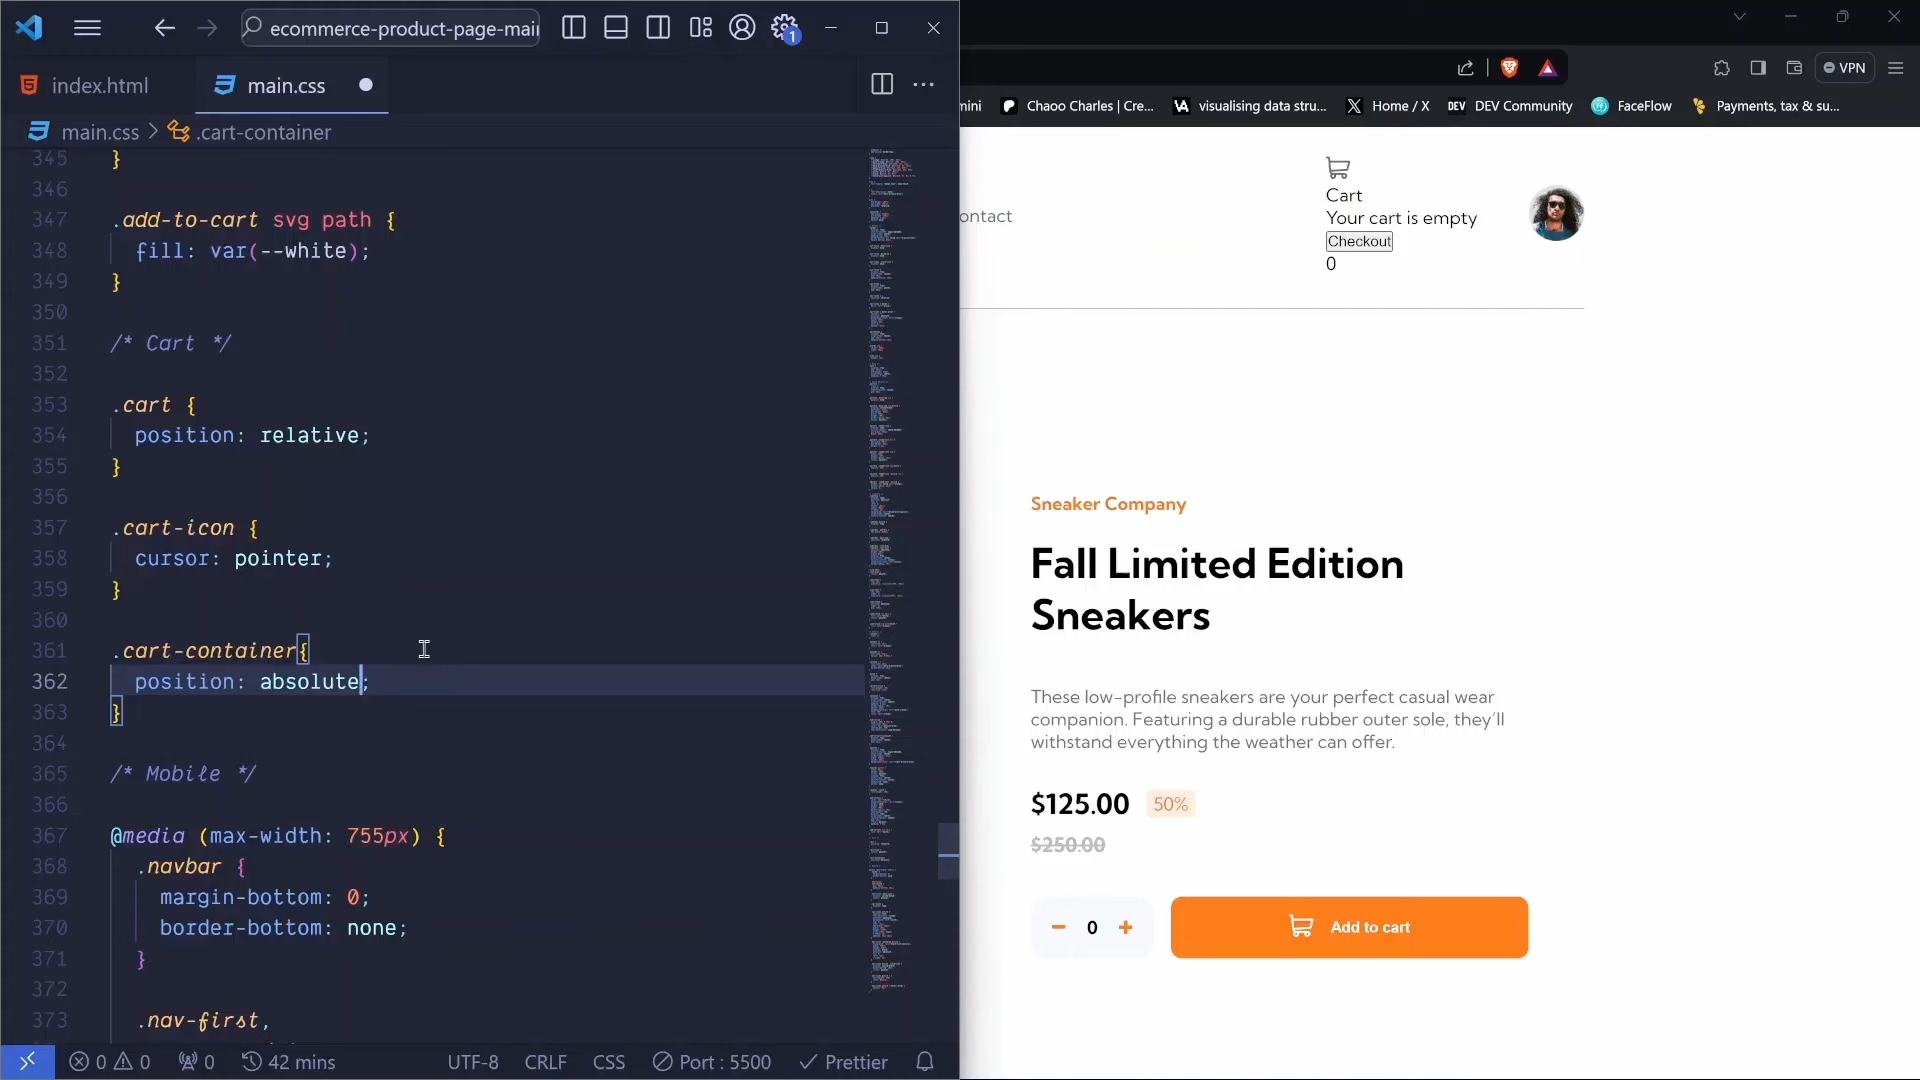 ecommerce-product-page-mai
1
index.html
main.css
main.css > .cart-container
345 }
346
347 .add-to-cart svg path {
348 fill: var(--white);
349 }
350
351 /* Cart */
352
353 .cart {
354 position: relative;
355 }
356
357 .cart-icon {
358 cursor: pointer;
359 }
360
361 .cart-container{
362 position: absolute;
363 }
364
365 /* Mobile */
366
367 @media (max-width: 755px) {
368 .navbar {
369 margin-bottom: 0;
370 border-bottom: none;
371 }
372
373 .nav-first,
0 0 0 42 mins UTF-8 CRLF CSS Port : 5500 Prettier
VPN
mini Chaoo Charles | Cre... visualising data stru... Home / X DEV DEV Community FaceFlow Payments, tax & su...
ontact
Cart
Your cart is empty
Checkout
0
Sneaker Company
Fall Limited Edition
Sneakers
These low-profile sneakers are your perfect casual wear
companion. Featuring a durable rubber outer sole, they'll
withstand everything the weather can offer.
$125.00 50%
$250.00
− 0 + Add to cart